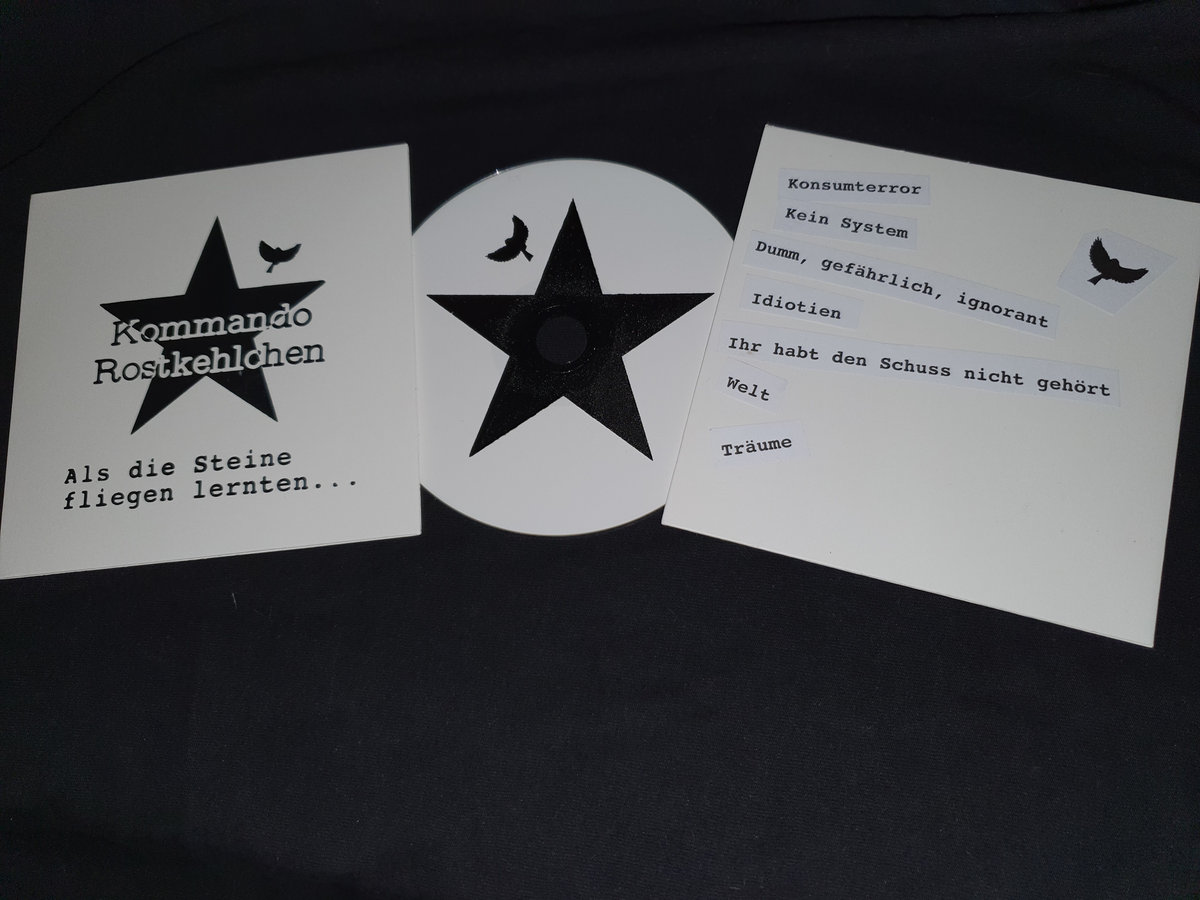 Kommando
Rostkehlchen
Als die Steine
fliegen lernten...
Konsumterror
Kein System
Dumm, gefährlich, ignorant
Idiotien
Ihr habt den Schuss nicht gehört
Welt
Träume